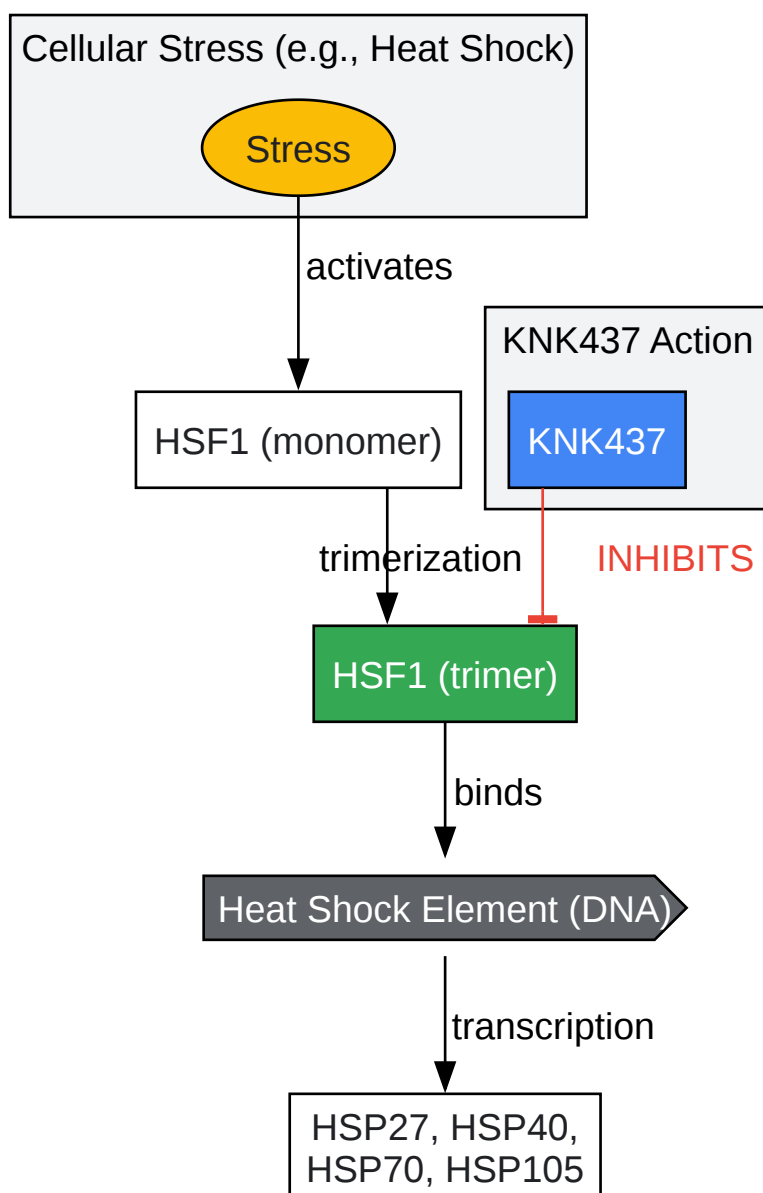 Cellular Stress (e.g., Heat Shock)
Stress
activates
KNK437 Action
HSF1 (monomer)
KNK437
trimerization
INHIBITS
HSF1 (trimer)
binds
Heat Shock Element (DNA)
transcription
HSP27, HSP40,
HSP70, HSP105